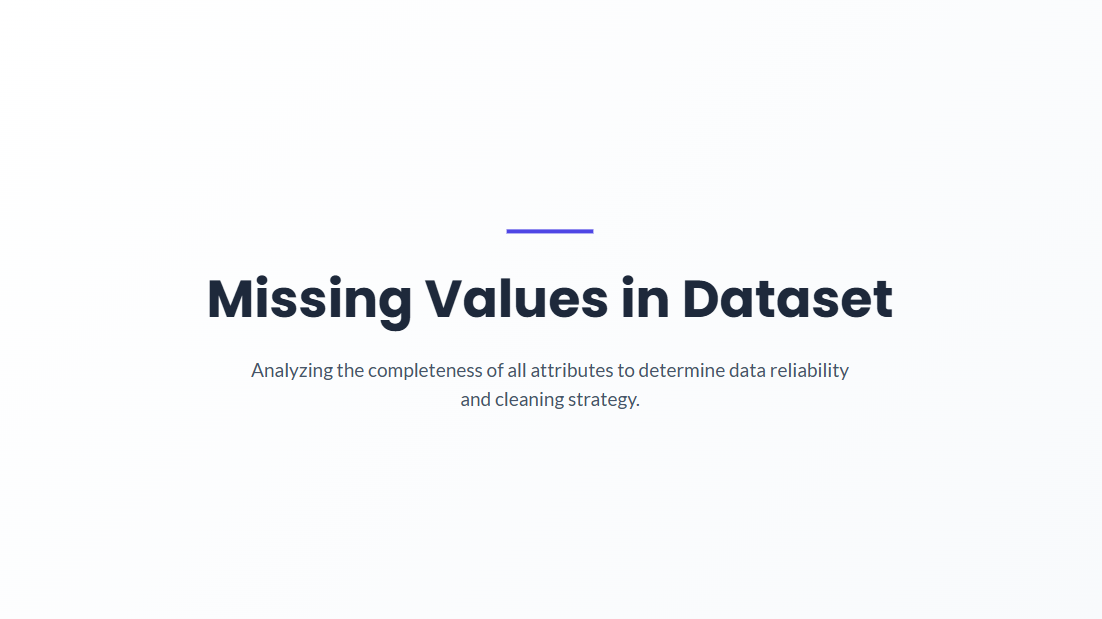 Missing Values in Dataset
Analyzing the completeness of all attributes to determine data reliability
and cleaning strategy.